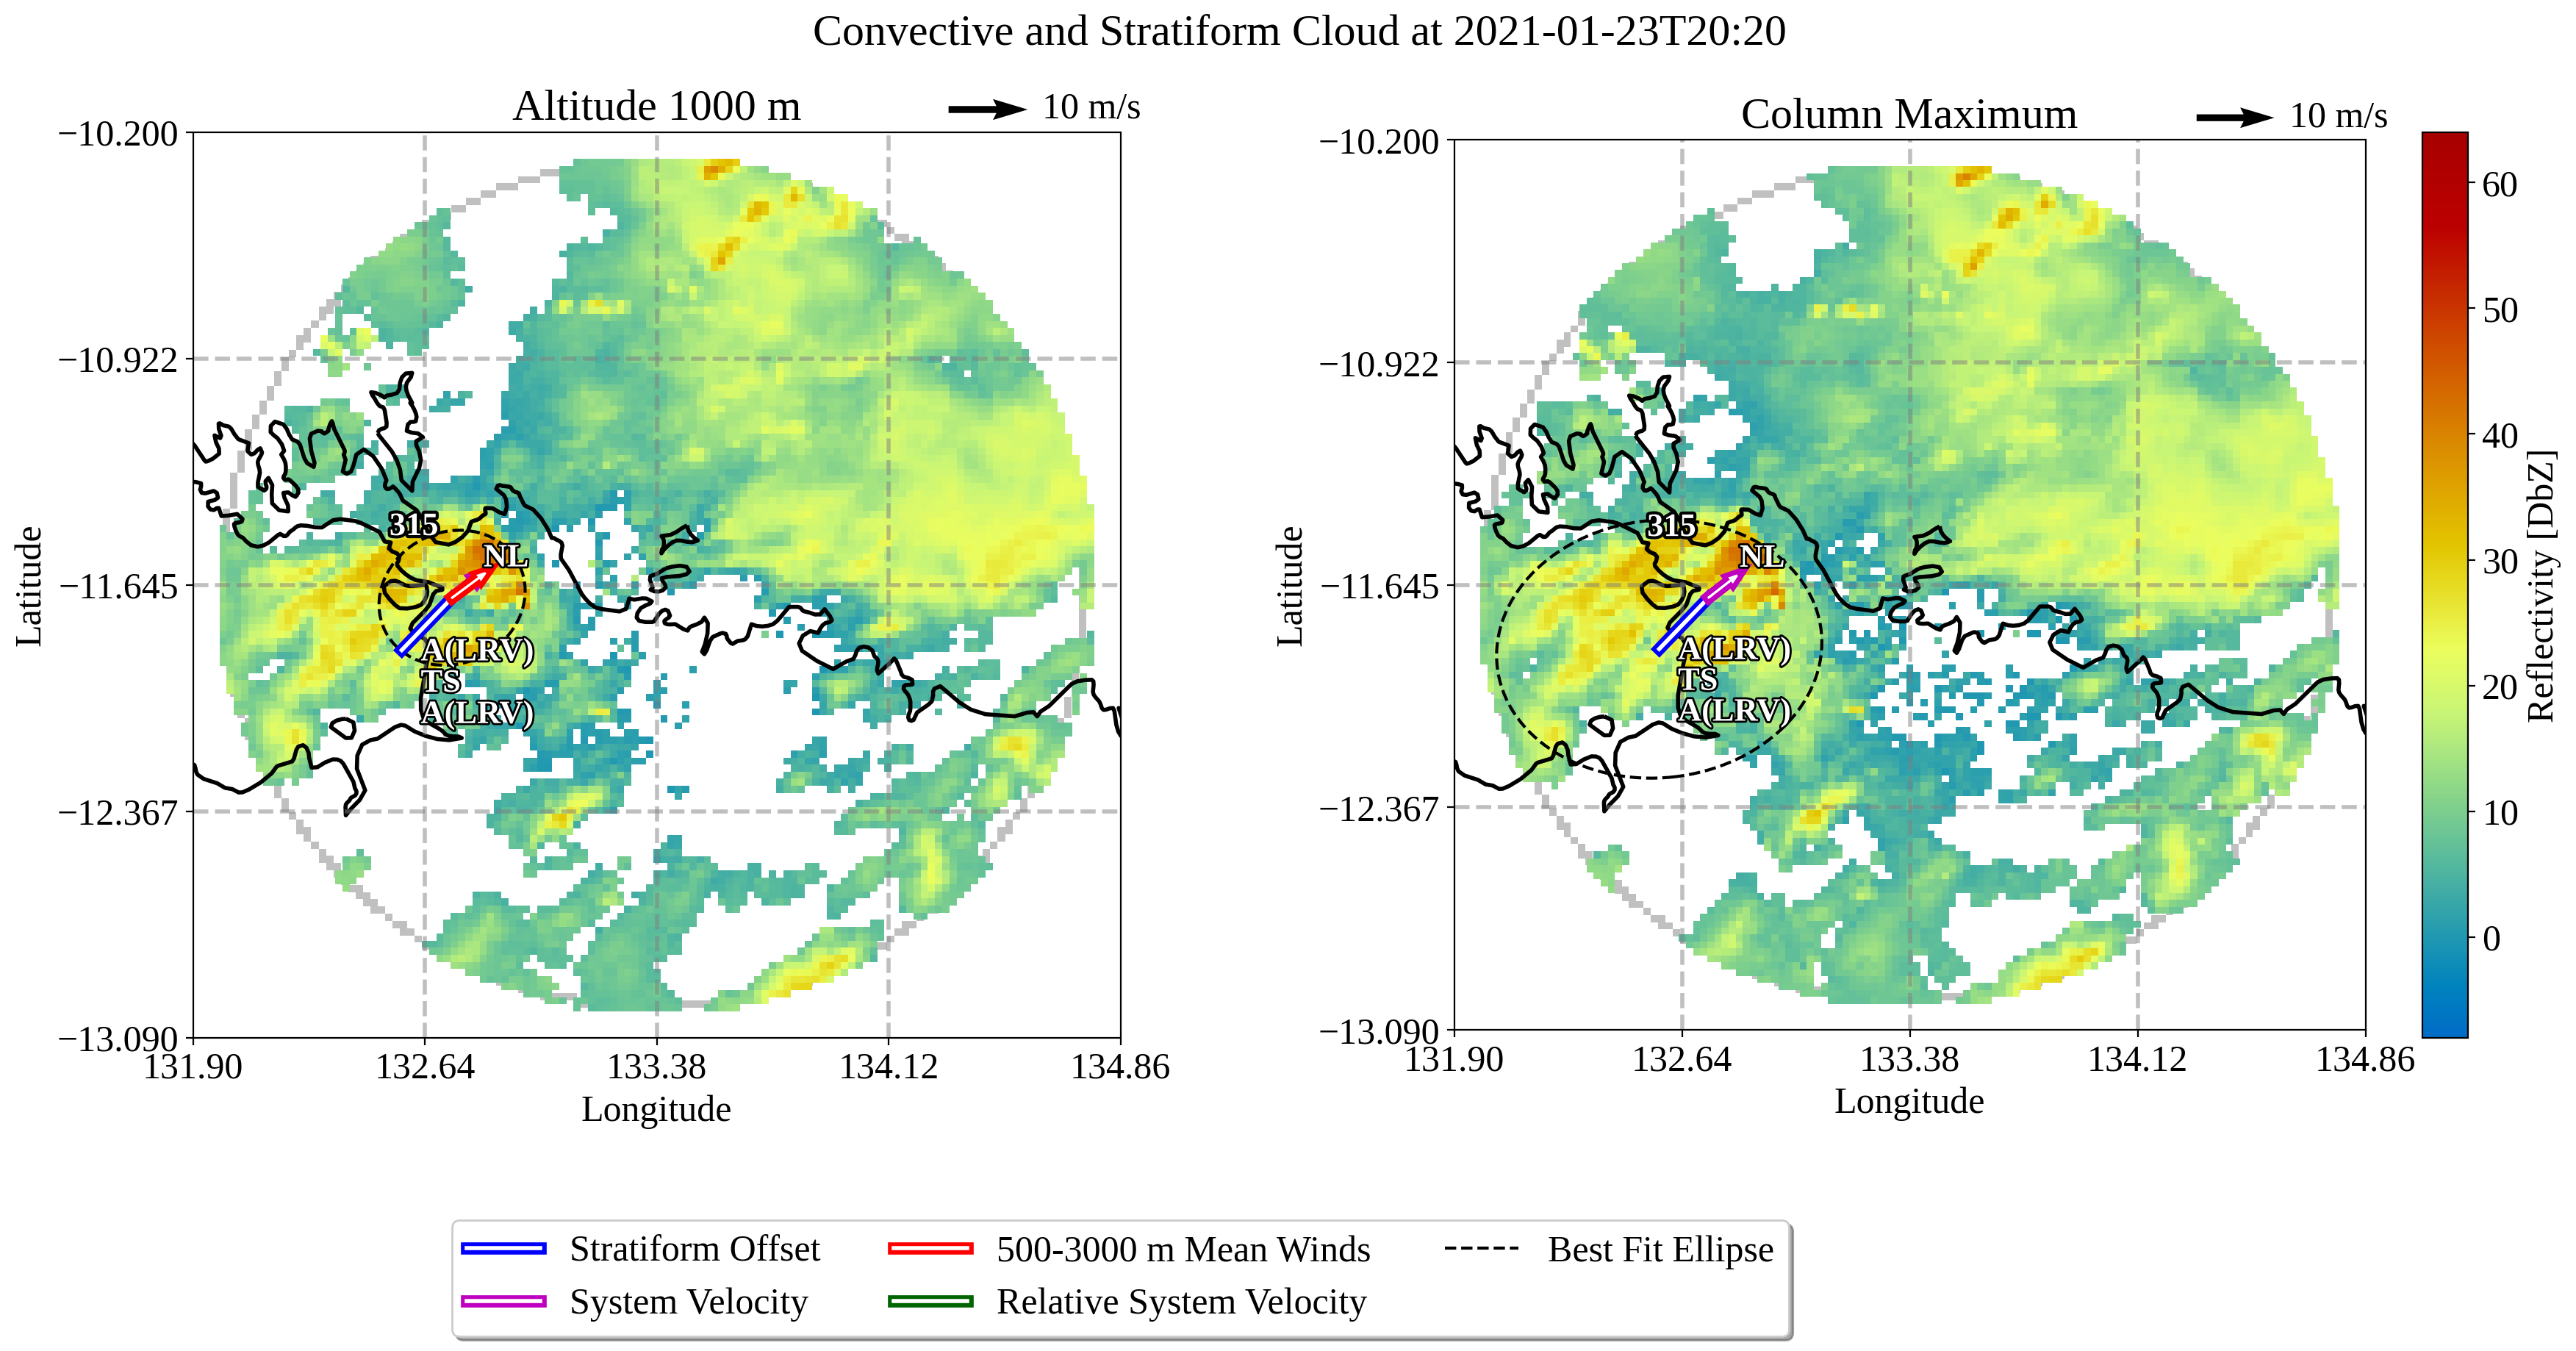 Convective and Stratiform Cloud at 2021-01-23T20:20
Altitude 1000 m
10 m/s
−10.200
−10.922
−11.645
−12.367
−13.090
Latitude
131.90
132.64
133.38
134.12
134.86
Longitude
315
NL
A(LRV)
TS
A(LRV)
Column Maximum
10 m/s
−10.200
−10.922
−11.645
−12.367
−13.090
Latitude
131.90
132.64
133.38
134.12
134.86
Longitude
315
NL
A(LRV)
TS
A(LRV)
60
50
40
30
20
10
0
Reflectivity [DbZ]
Stratiform Offset
500-3000 m Mean Winds
Best Fit Ellipse
System Velocity
Relative System Velocity